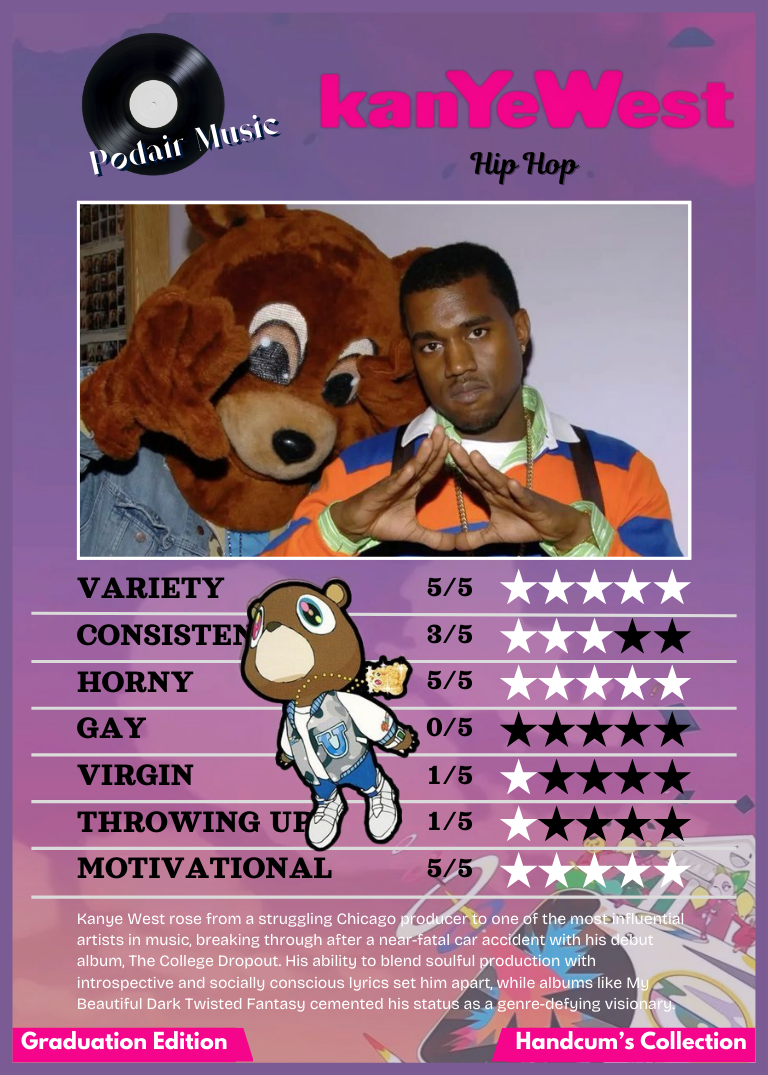 Podair Music
kanYeWest
Hip Hop
VARIETY 5/5
CONSISTEN 3/5
HORNY 5/5
GAY 0/5
VIRGIN 1/5
THROWING UP 1/5
MOTIVATIONAL 5/5
Kanye West rose from a struggling Chicago producer to one of the most influential
artists in music, breaking through after a near-fatal car accident with his debut
album, The College Dropout. His ability to blend soulful production with
introspective and socially conscious lyrics set him apart, while albums like My
Beautiful Dark Twisted Fantasy cemented his status as a genre-defying visionary.
Graduation Edition
Handcum's Collection